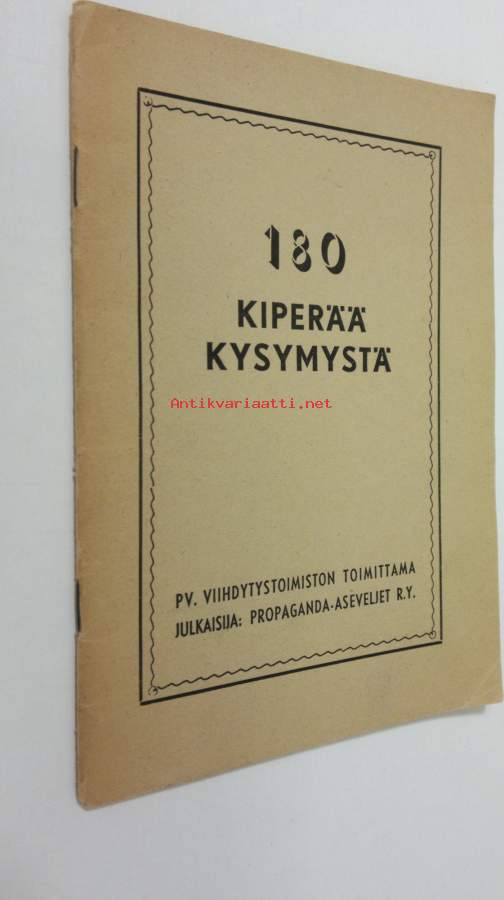 180
KIPERÄÄ
KYSYMYSTÄ
Antikvariaatti.net
PV. VIIHDYTYSTOIMISTON TOIMITTAMA
JULKAISIJA: PROPAGANDA-ASEVELJET R.Y.